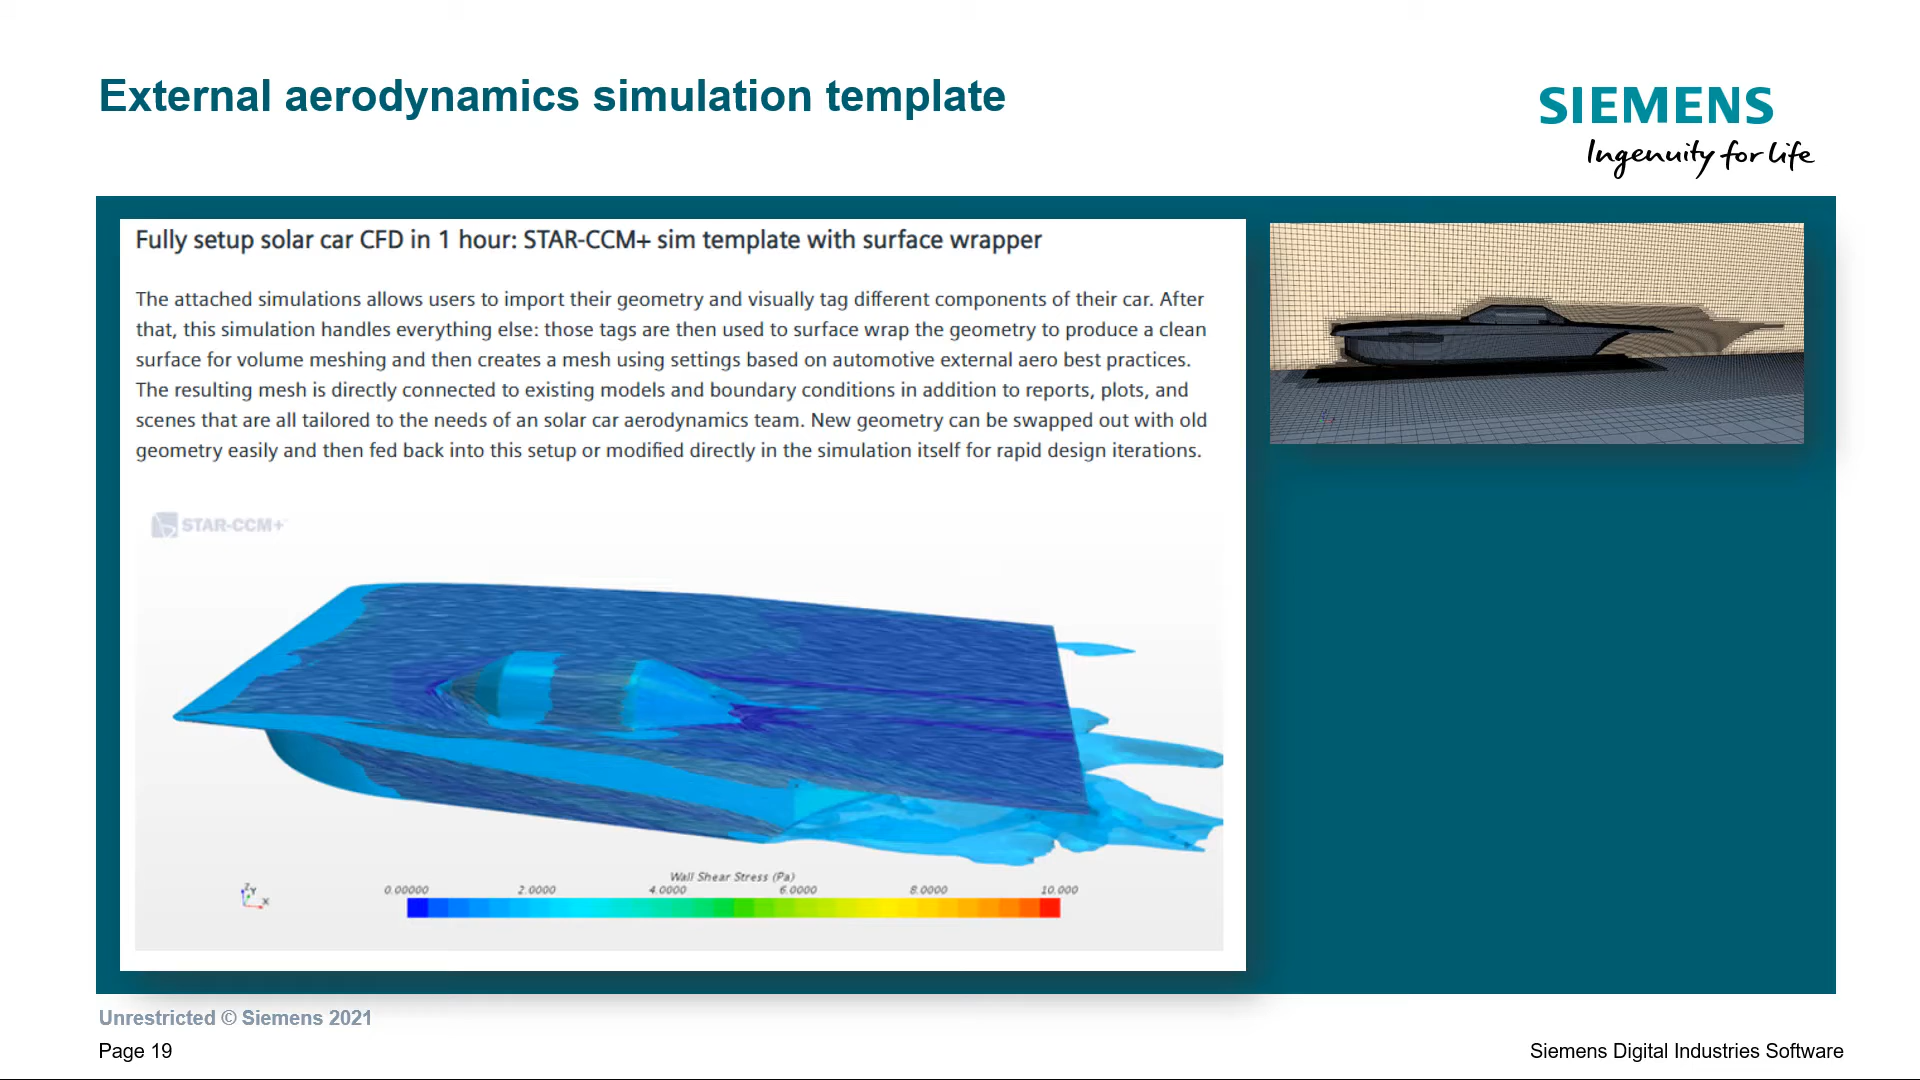 External aerodynamics simulation template
SIEMENS
Ingenuity for life
Fully setup solar car CFD in 1 hour: STAR-CCM+ sim template with surface wrapper
The attached simulations allows users to import their geometry and visually tag different components of their car. After
that, this simulation handles everything else: those tags are then used to surface wrap the geometry to produce a clean
surface for volume meshing and then creates a mesh using settings based on automotive external aero best practices.
The resulting mesh is directly connected to existing models and boundary conditions in addition to reports, plots, and
scenes that are all tailored to the needs of an solar car aerodynamics team. New geometry can be swapped out with old
geometry easily and then fed back into this setup or modified directly in the simulation itself for rapid design iterations.
STAR-CCM+
Wall Shear Stress (Pa)
0.00000 2.0000 4.0000 6.0000 8.0000 10.000
Z Y
X
Unrestricted © Siemens 2021
Page 19
Siemens Digital Industries Software